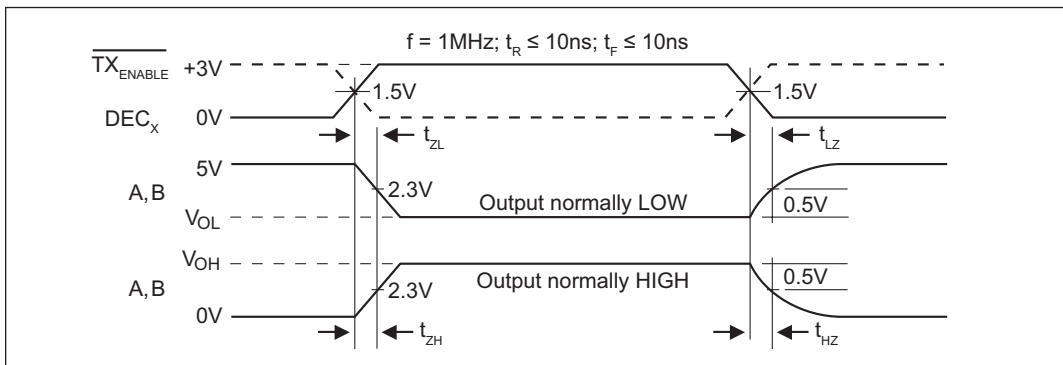 f = 1MHz; tR ≤ 10ns; tF ≤ 10ns
TXENABLE +3V
1.5V 1.5V
DECX 0V
tZL tLZ
5V
A,B 2.3V
Output normally LOW 0.5V
VOL
VOH
Output normally HIGH 0.5V
A,B 2.3V
0V
tZH tHZ